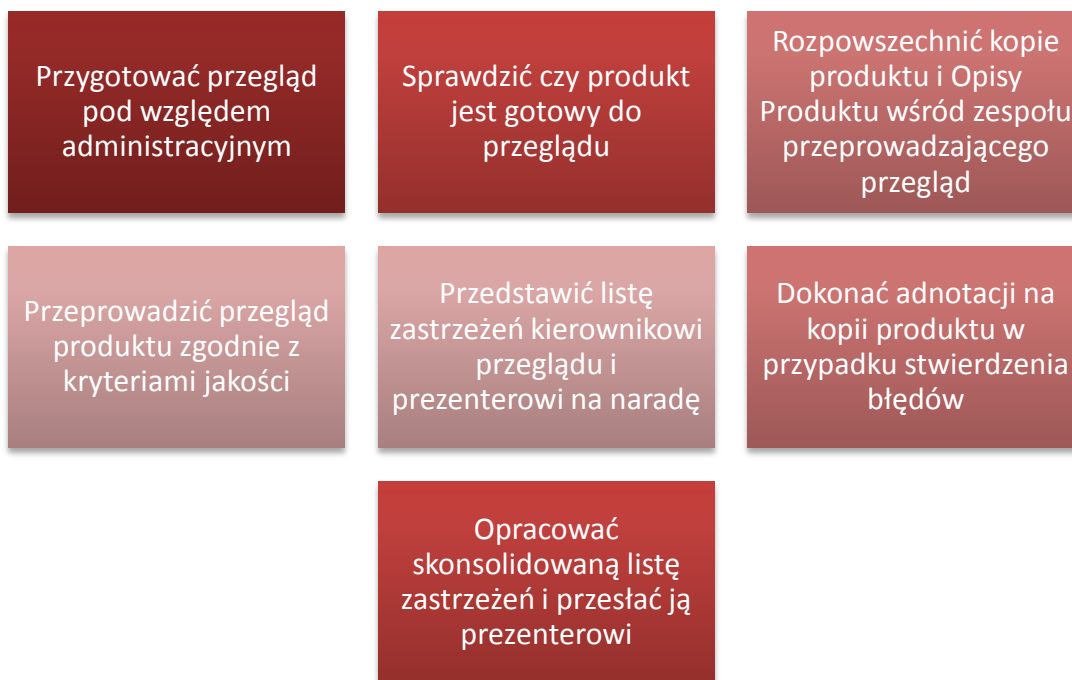 Przygotować przegląd
pod względem
administracyjnym
Sprawdzić czy produkt
jest gotowy do
przeglądu
Rozpowszechnić kopie
produktu i Opisy
Produktu wśród zespołu
przeprowadzającego
przegląd
Przeprowadzić przegląd
produktu zgodnie z
kryteriami jakości
Przedstawić listę
zastrzeżeń kierownikowi
przeglądu i
prezenterowi na naradę
Dokonać adnotacji na
kopii produktu w
przypadku stwierdzenia
błędów
Opracować
skonsolidowaną listę
zastrzeżeń i przesłać ją
prezenterowi